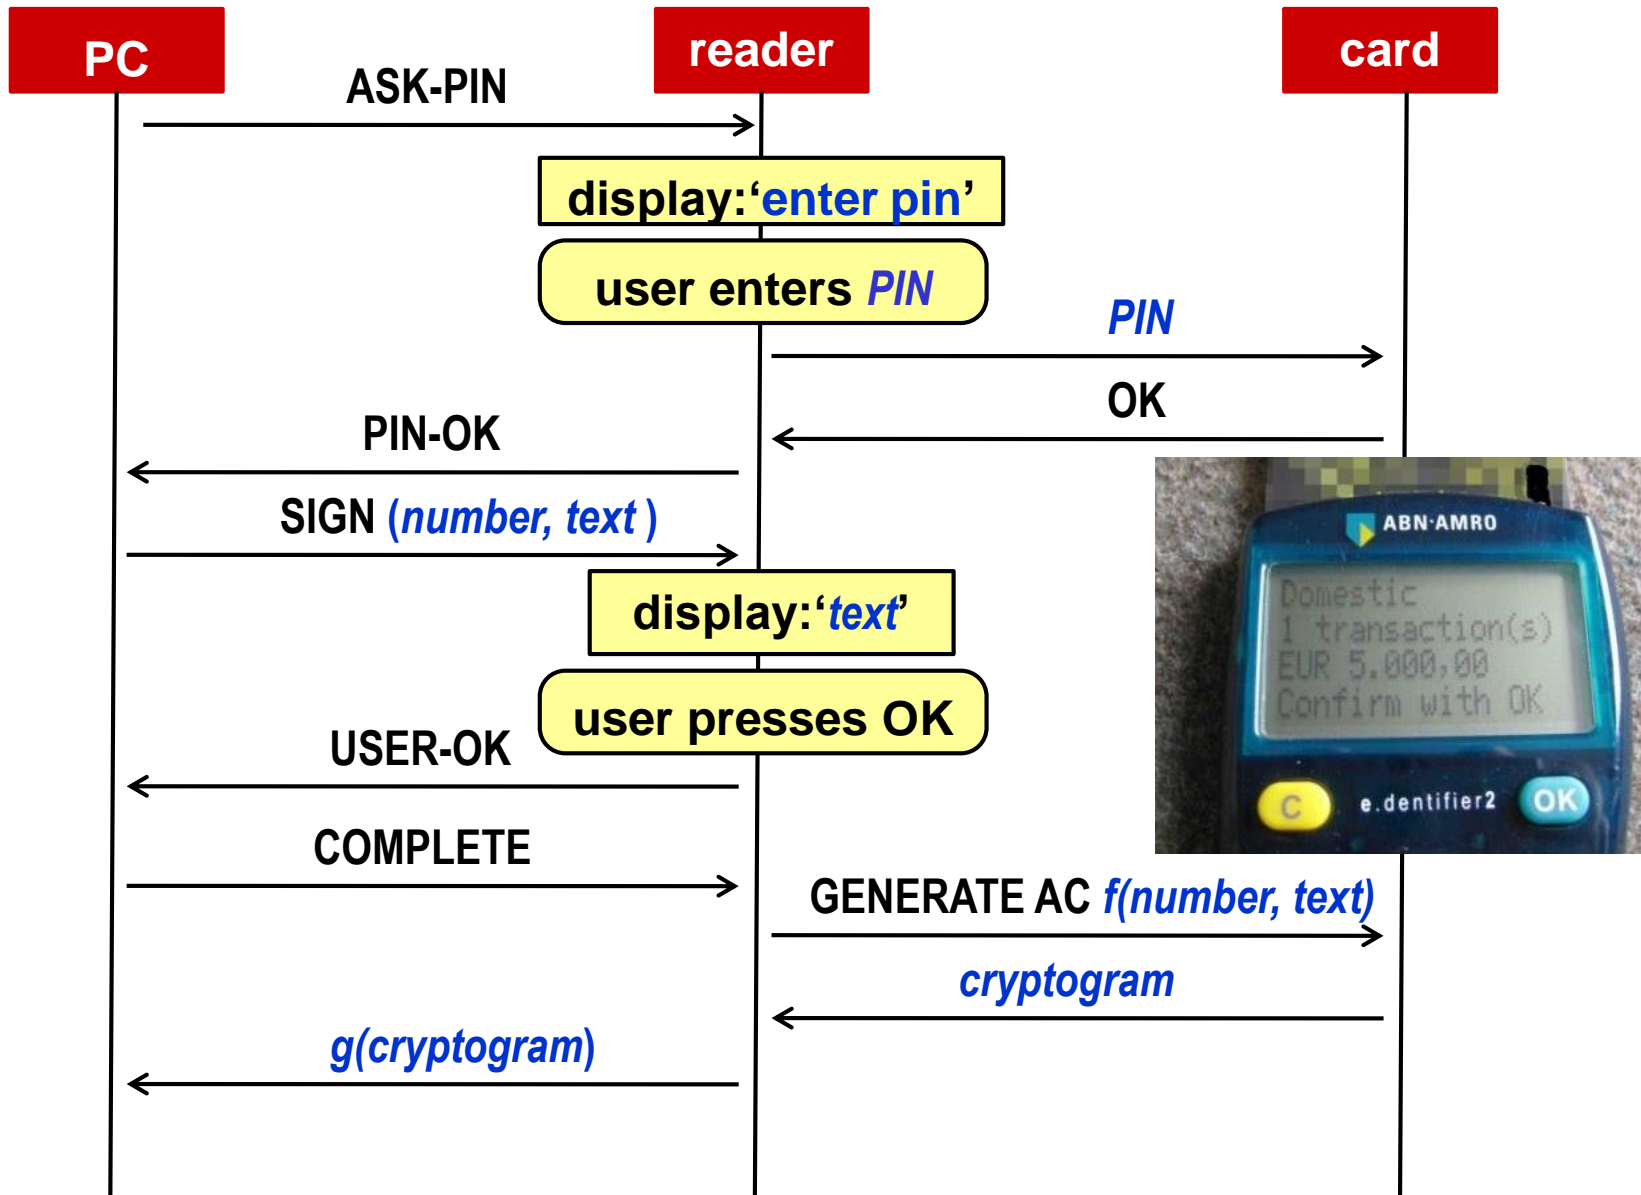 PC
reader
card
ASK-PIN
display:‘enter pin’
user enters PIN
PIN
OK
PIN-OK
SIGN (number, text )
display:‘text’
user presses OK
USER-OK
COMPLETE
ABN·AMRO
Domestic
1 transaction(s)
EUR 5.000,00
Confirm with OK
C
e.dentifier2
OK
GENERATE AC f(number, text)
cryptogram
g(cryptogram)